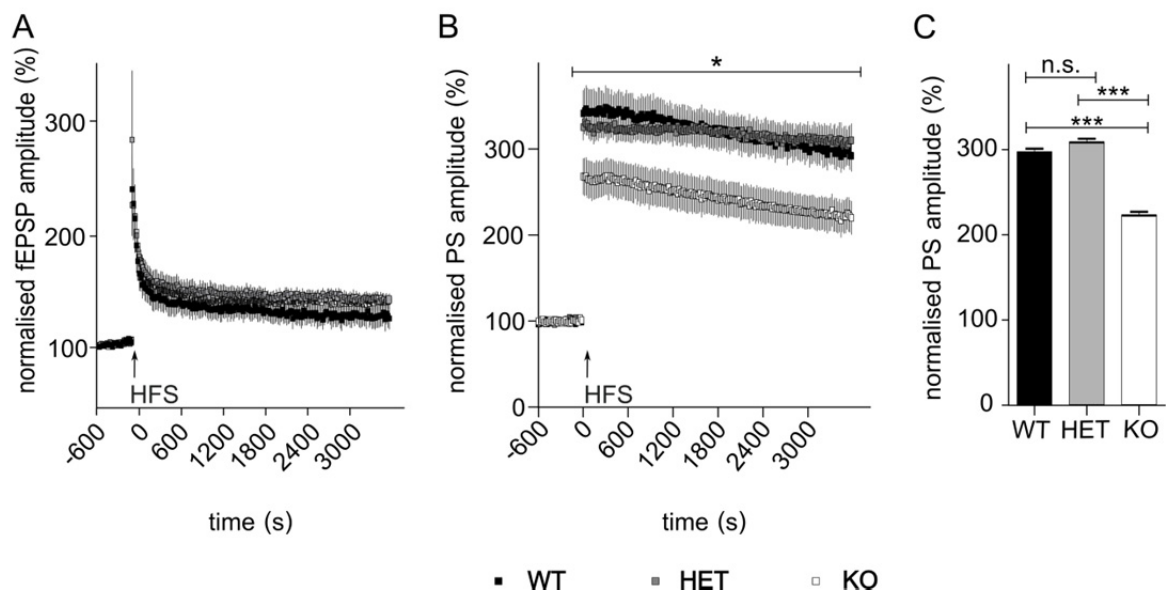 A
normalised fEPSP amplitude (%)
300
200
100
HFS
-600
0
600
1200
1800
2400
3000
time (s)
B
normalised PS amplitude (%)
*
300
200
100
0
HFS
-600
0
600
1200
1800
2400
3000
time (s)
C
normalised PS amplitude (%)
n.s.
***
***
300
200
100
0
WT HET KO
WT HET KO